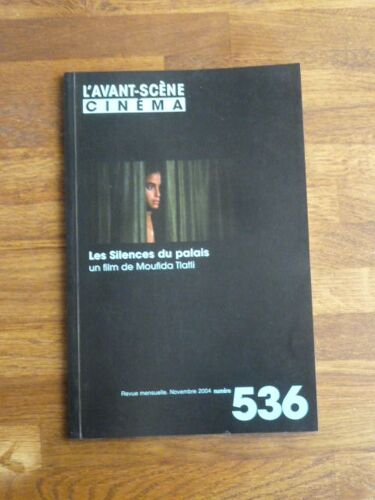 L'AVANT-SCÈNE
CINÉMA
Les Silences du palais
un film de Moufida Tlatli
Revue mensuelle. Novembre 2004 numéro 536